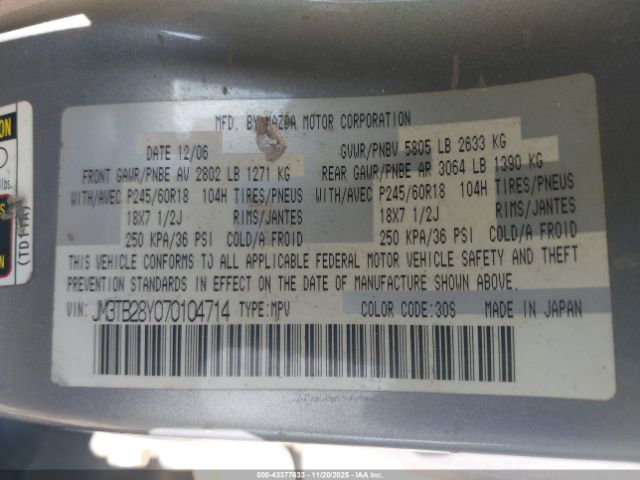 MFD. BY MAZDA MOTOR CORPORATION
DATE 12/06 GVWR/PNBV 5805 LB 2633 KG
FRONT GAWR/PNBE AV 2802 LB 1271 KG REAR GAWR/PNBE AR 3064 LB 1390 KG
WITH/AVEC P245/60R18 104H TIRES/PNEUS WITH/AVEC P245/60R18 104H TIRES/PNEUS
18X7 1/2J RIMS/JANTES 18X7 1/2J RIMS/JANTES
250 KPA/36 PSI COLD/A FROID 250 KPA/36 PSI COLD/A FROID
THIS VEHICLE CONFORMS TJ ALL APPLICABLE FEDERAL MOTOR VEHICLE SAFETY AND THEFT
PREVENTION STANDARDS IN EFFECT ON THE DATE OF MANUFACTURE SHOWN ABOVE.
VIN: JM3TB28Y070104714 TYPE:MPV COLOR CODE:30S MADE IN JAPAN
ON
lbs.
(TD11A)
000-43377633 - 11/20/2025 - IAAI Inc.